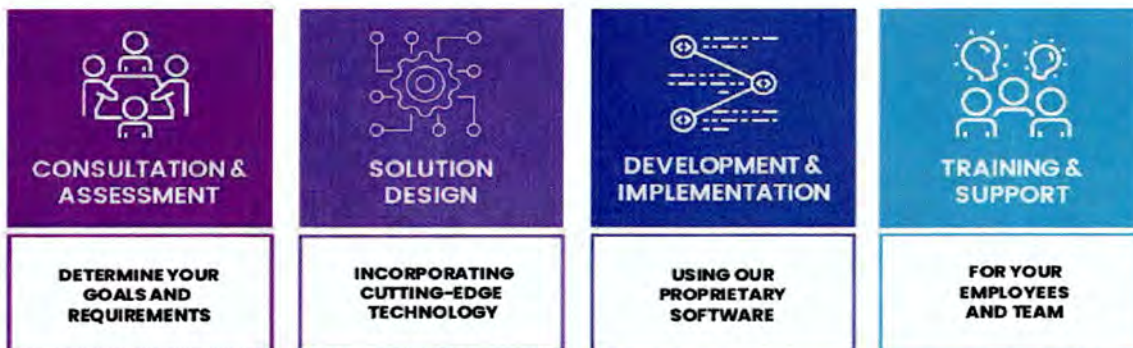 CONSULTATION &
ASSESSMENT
DETERMINE YOUR
GOALS AND
REQUIREMENTS
SOLUTION
DESIGN
INCORPORATING
CUTTING-EDGE
TECHNOLOGY
DEVELOPMENT &
IMPLEMENTATION
USING OUR
PROPRIETARY
SOFTWARE
TRAINING &
SUPPORT
FOR YOUR
EMPLOYEES
AND TEAM